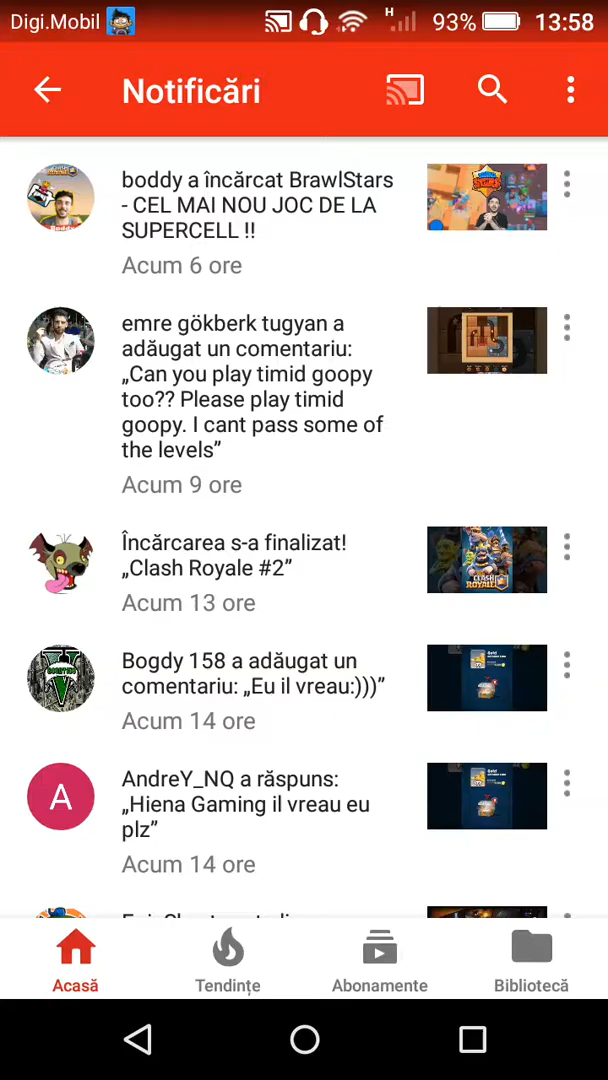 Digi.Mobil H 93% 13:58
Notificări
boddy a încărcat BrawlStars
- CEL MAI NOU JOC DE LA
SUPERCELL !!
Acum 6 ore
emre gökberk tugyan a
adăugat un comentariu:
„Can you play timid goopy
too?? Please play timid
goopy. I cant pass some of
the levels”
Acum 9 ore
Încărcarea s-a finalizat!
„Clash Royale #2”
CLASH
ROYALE
Acum 13 ore
Bogdy 158 a adăugat un
comentariu: „Eu il vreau:)))”
Gold!
Acum 14 ore
A
AndreY_NQ a răspuns:
„Hiena Gaming il vreau eu
plz”
Gold!
Acum 14 ore
Acasă
Tendințe
Abonamente
Bibliotecă